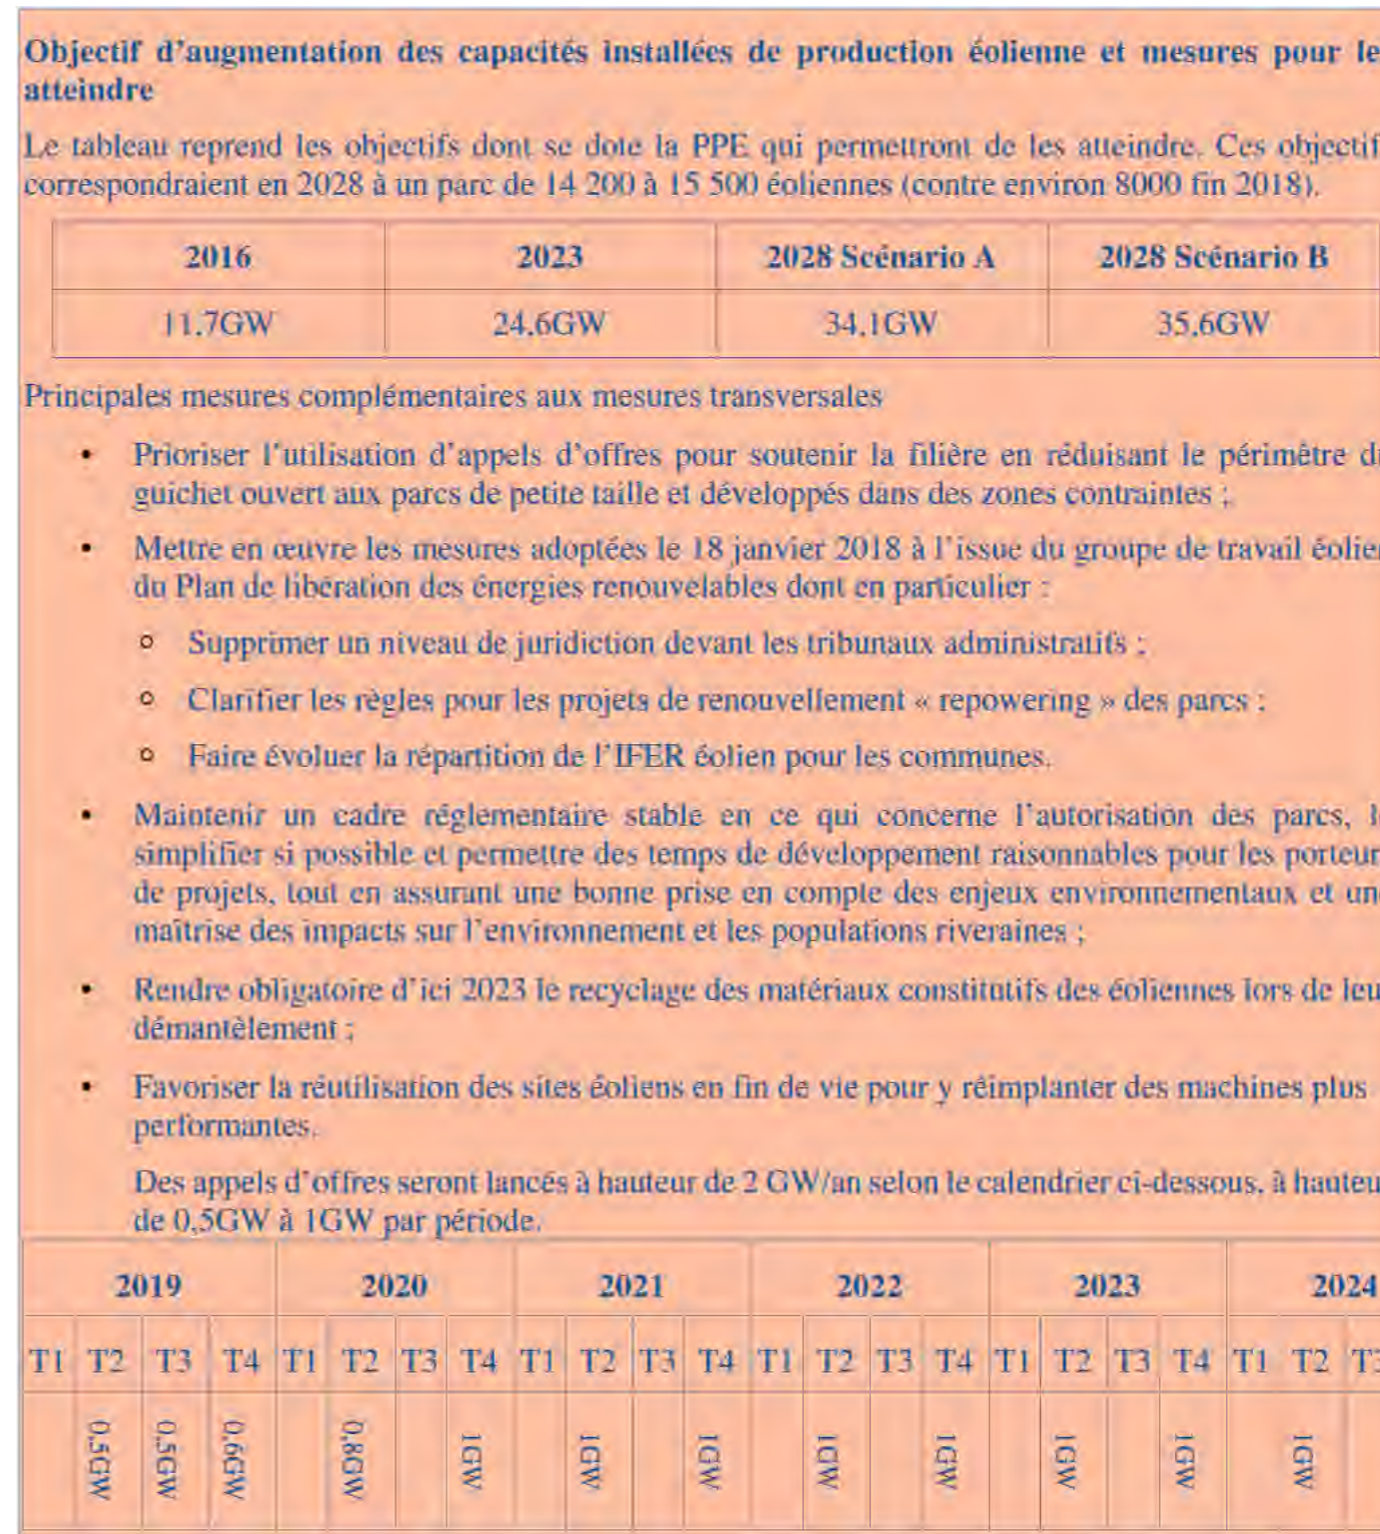 Objectif d'augmentation des capacités installées de production éolienne et mesures pour le
atteindre
Le tableau reprend les objectifs dont se dote la PPE qui permettront de les atteindre. Ces objectif
correspondraient en 2028 à un parc de 14 200 à 15 500 éoliennes (contre environ 8000 fin 2018).
2016 2023 2028 Scénario A 2028 Scénario B
11,7GW 24,6GW 34,1GW 35,6GW
Principales mesures complémentaires aux mesures transversales
• Prioriser l'utilisation d'appels d'offres pour soutenir la filière en réduisant le périmètre d
guichet ouvert aux parcs de petite taille et développés dans des zones contraintes ;
• Mettre en œuvre les mesures adoptées le 18 janvier 2018 à l'issue du groupe de travail éolie
du Plan de libération des énergies renouvelables dont en particulier :
o Supprimer un niveau de juridiction devant les tribunaux administratifs ;
o Clarifier les règles pour les projets de renouvellement « repowering » des parcs ;
o Faire évoluer la répartition de l'IFER éolien pour les communes.
• Maintenir un cadre réglementaire stable en ce qui concerne l'autorisation des parcs, l
simplifier si possible et permettre des temps de développement raisonnables pour les porteur
de projets, tout en assurant une bonne prise en compte des enjeux environnementaux et un
maîtrise des impacts sur l'environnement et les populations riveraines ;
• Rendre obligatoire d'ici 2023 le recyclage des matériaux constitutifs des éoliennes lors de leu
démantèlement ;
• Favoriser la réutilisation des sites éoliens en fin de vie pour y réimplanter des machines plus
performantes.
Des appels d'offres seront lancés à hauteur de 2 GW/an selon le calendrier ci-dessous, à hauteu
de 0,5GW à 1GW par période.
2019 2020 2021 2022 2023 2024
T1 T2 T3 T4 T1 T2 T3 T4 T1 T2 T3 T4 T1 T2 T3 T4 T1 T2 T3 T4 T1 T2 T3
0,5GW 0,5GW 0,6GW 0,8GW 1GW 1GW 1GW 1GW 1GW 1GW 1GW 1GW